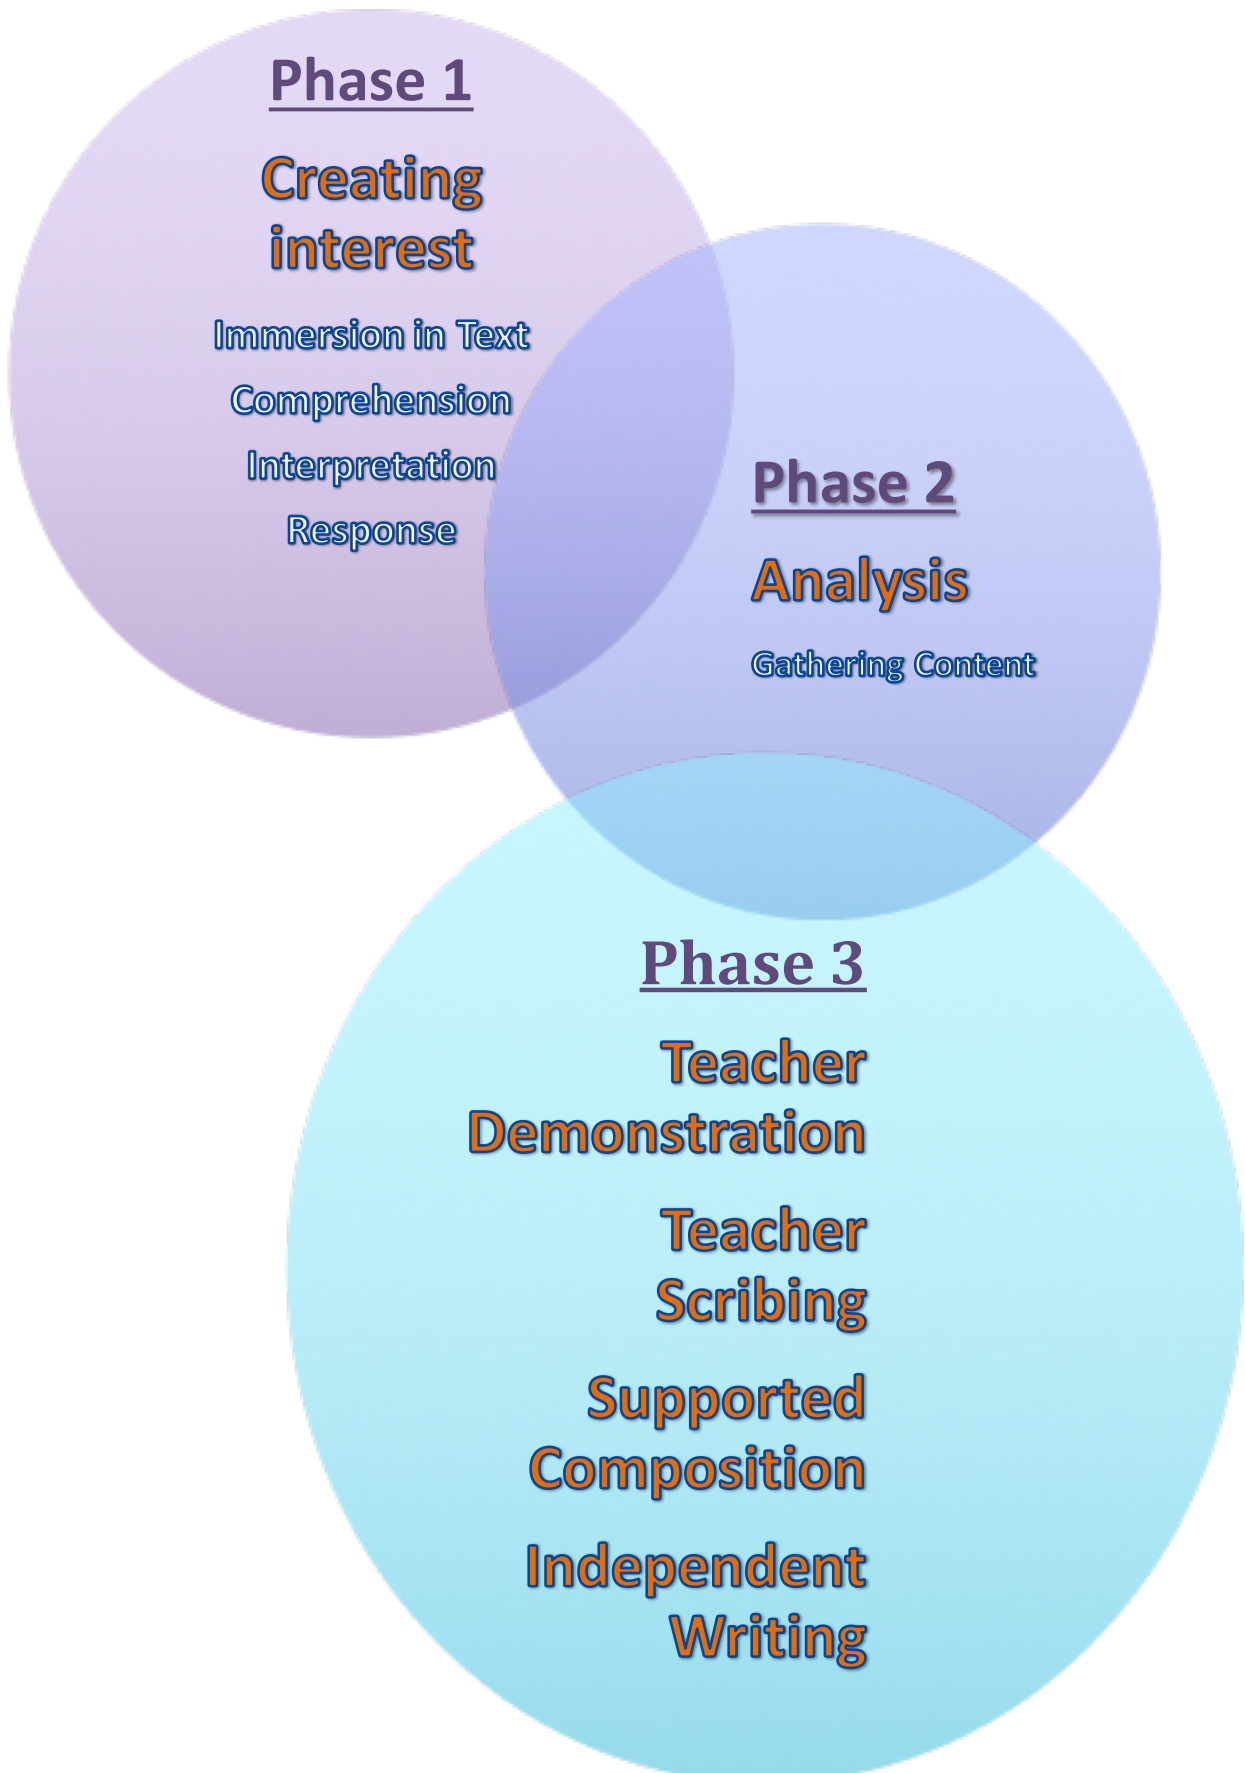 Phase 1
Creating
interest
Immersion in Text
Comprehension
Interpretation
Response
Phase 2
Analysis
Gathering Content
Phase 3
Teacher
Demonstration
Teacher
Scribing
Supported
Composition
Independent
Writing